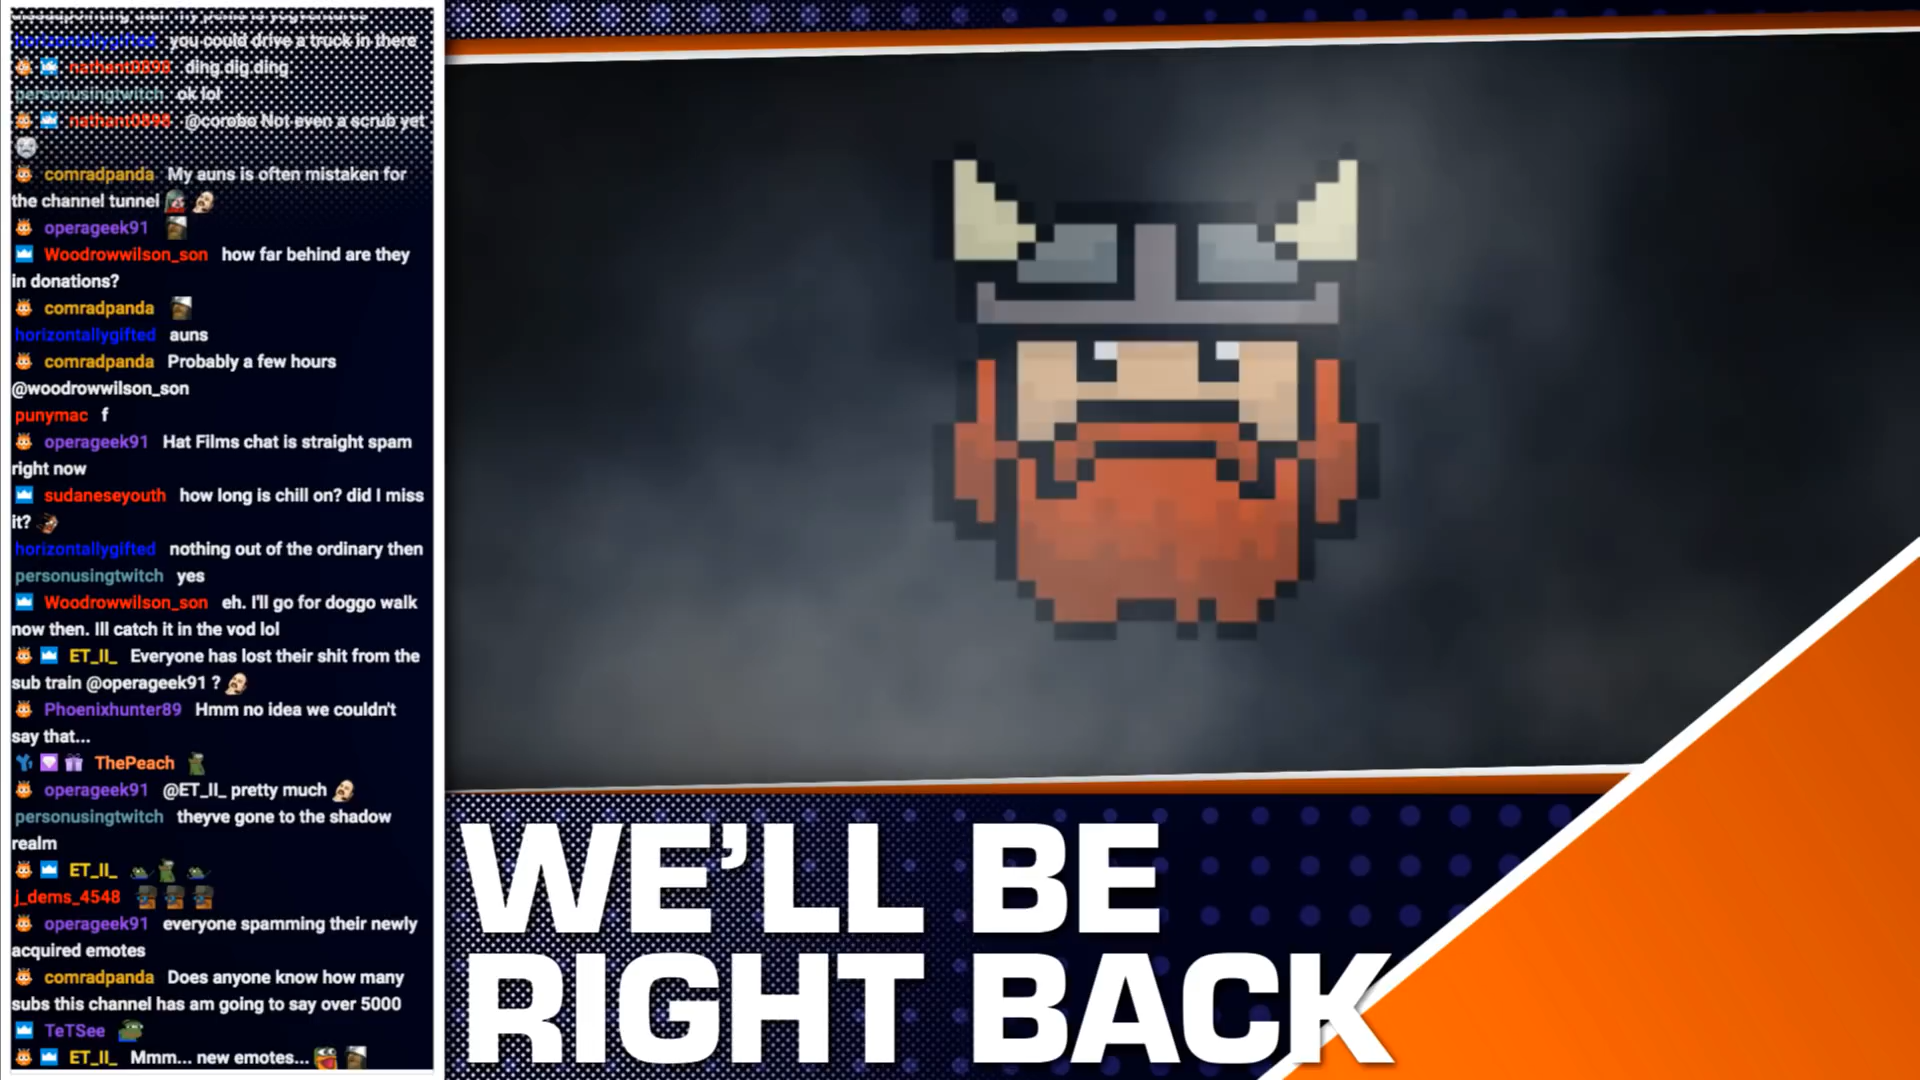 horizontallygifted you could drive a truck in there
nathant0898 ding dig ding
personusingtwitch ok lol
nathant0898 @corobo Not even a scrub yet
comradpanda My auns is often mistaken for
the channel tunnel
operageek91
Woodrowwilson_son how far behind are they
in donations?
comradpanda
horizontallygifted auns
comradpanda Probably a few hours
@woodrowwilson_son
punymac f
operageek91 Hat Films chat is straight spam
right now
sudaneseyouth how long is chill on? did I miss
it?
horizontallygifted nothing out of the ordinary then
personusingtwitch yes
Woodrowwilson_son eh. I'll go for doggo walk
now then. Ill catch it in the vod lol
ET_II_ Everyone has lost their shit from the
sub train @operageek91 ?
Phoenixhunter89 Hmm no idea we couldn't
say that...
ThePeach
operageek91 @ET_II_ pretty much
personusingtwitch theyve gone to the shadow
realm
ET_II_
j_dems_4548
operageek91 everyone spamming their newly
acquired emotes
comradpanda Does anyone know how many
subs this channel has am going to say over 5000
TeTSee
ET_II_ Mmm... new emotes...
WE'LL BE
RIGHT BACK